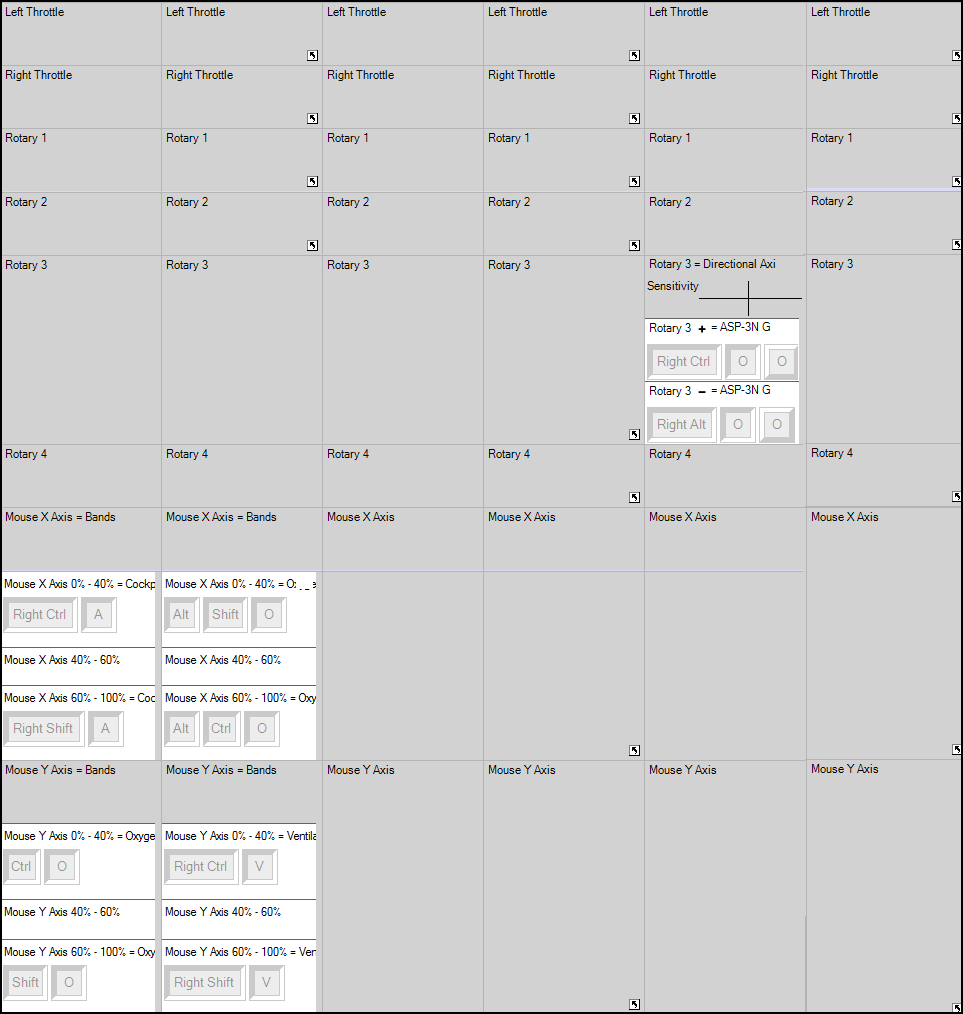 Left Throttle Left Throttle Left Throttle Left Throttle Left Throttle Left Throttle
Right Throttle Right Throttle Right Throttle Right Throttle Right Throttle Right Throttle
Rotary 1 Rotary 1 Rotary 1 Rotary 1 Rotary 1 Rotary 1
Rotary 2 Rotary 2 Rotary 2 Rotary 2 Rotary 2 Rotary 2
Rotary 3 Rotary 3 Rotary 3 Rotary 3 Rotary 3 = Directional Axi Rotary 3
Sensitivity
Rotary 3 + = ASP-3N G
Right Ctrl O O
Rotary 3 – = ASP-3N G
Right Alt O O
Rotary 4 Rotary 4 Rotary 4 Rotary 4 Rotary 4 Rotary 4
Mouse X Axis = Bands Mouse X Axis = Bands Mouse X Axis Mouse X Axis Mouse X Axis Mouse X Axis
Mouse X Axis 0% - 40% = Cockp Mouse X Axis 0% - 40% =
Right Ctrl A Alt Shift O
Mouse X Axis 40% - 60% Mouse X Axis 40% - 60%
Mouse X Axis 60% - 100% = Coc Mouse X Axis 60% - 100% = Oxy
Right Shift A Alt Ctrl O
Mouse Y Axis = Bands Mouse Y Axis = Bands Mouse Y Axis Mouse Y Axis Mouse Y Axis Mouse Y Axis
Mouse Y Axis 0% - 40% = Oxyge Mouse Y Axis 0% - 40% = Ventila
Ctrl O Right Ctrl V
Mouse Y Axis 40% - 60% Mouse Y Axis 40% - 60%
Mouse Y Axis 60% - 100% = Oxy Mouse Y Axis 60% - 100% = Ven
Shift O Right Shift V